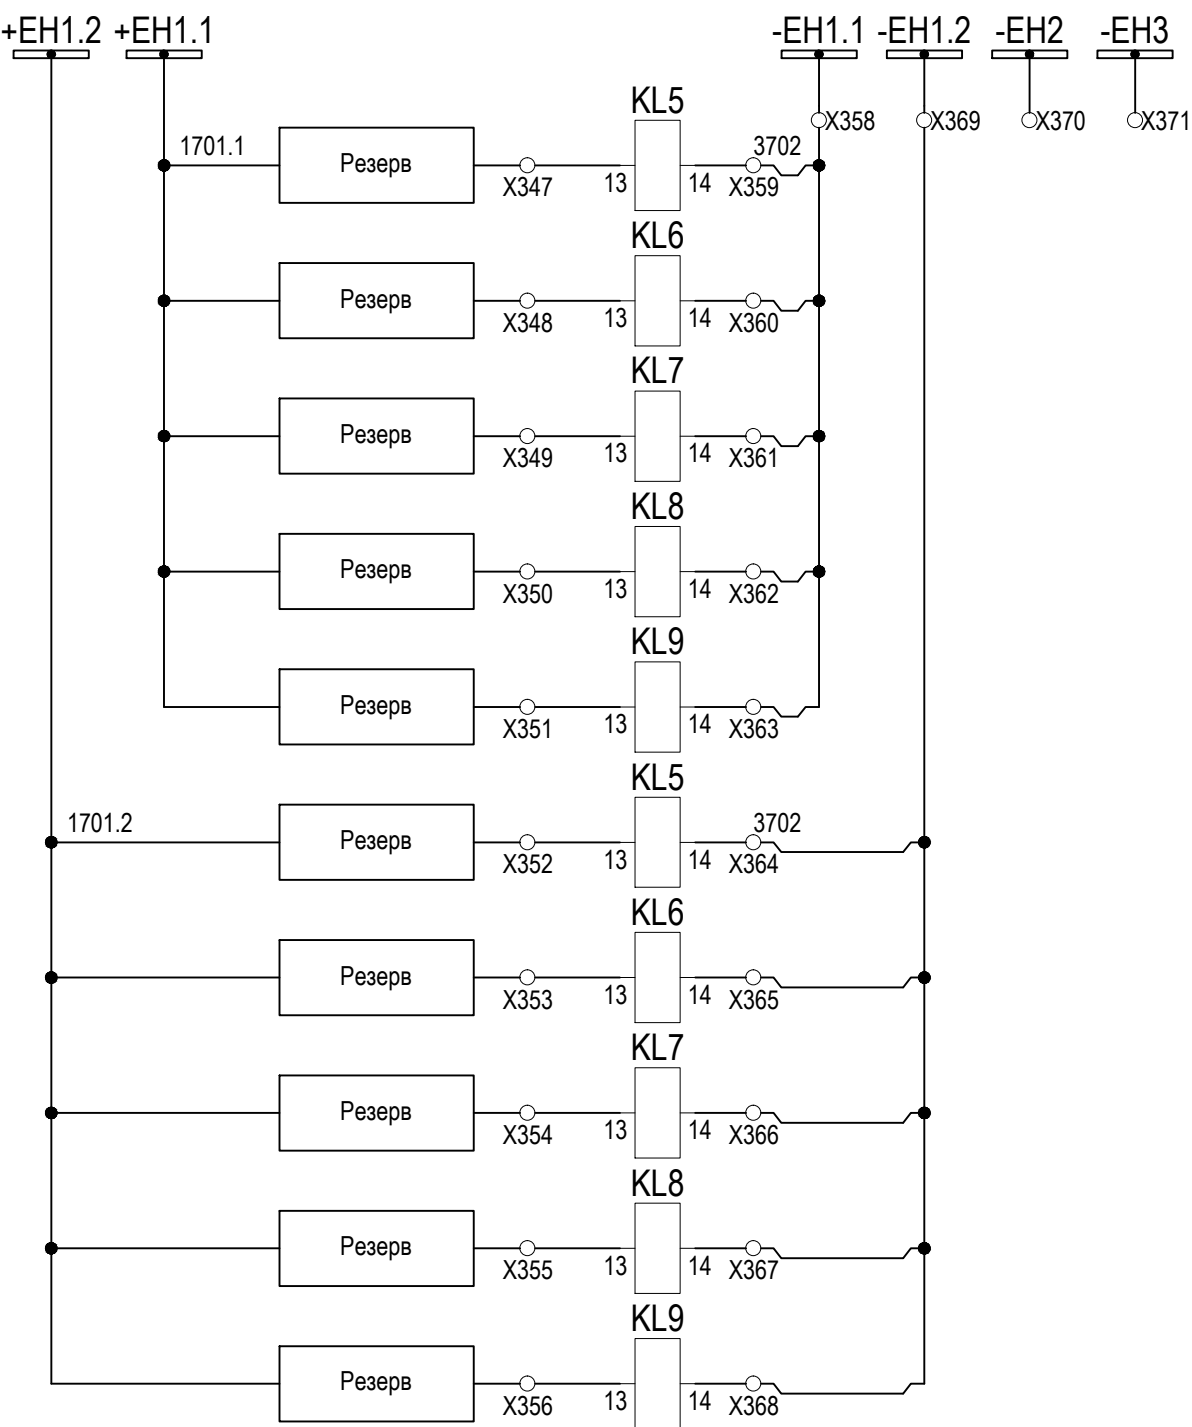 +EH1.2 +EH1.1 -EH1.1 -EH1.2 -EH2 -EH3
X358 X369 X370 X371
KL5
1701.1 Резерв X347 13 14 3702 X359
KL6
Резерв X348 13 14 X360
KL7
Резерв X349 13 14 X361
KL8
Резерв X350 13 14 X362
KL9
Резерв X351 13 14 X363
KL5
1701.2 Резерв X352 13 14 3702 X364
KL6
Резерв X353 13 14 X365
KL7
Резерв X354 13 14 X366
KL8
Резерв X355 13 14 X367
KL9
Резерв X356 13 14 X368